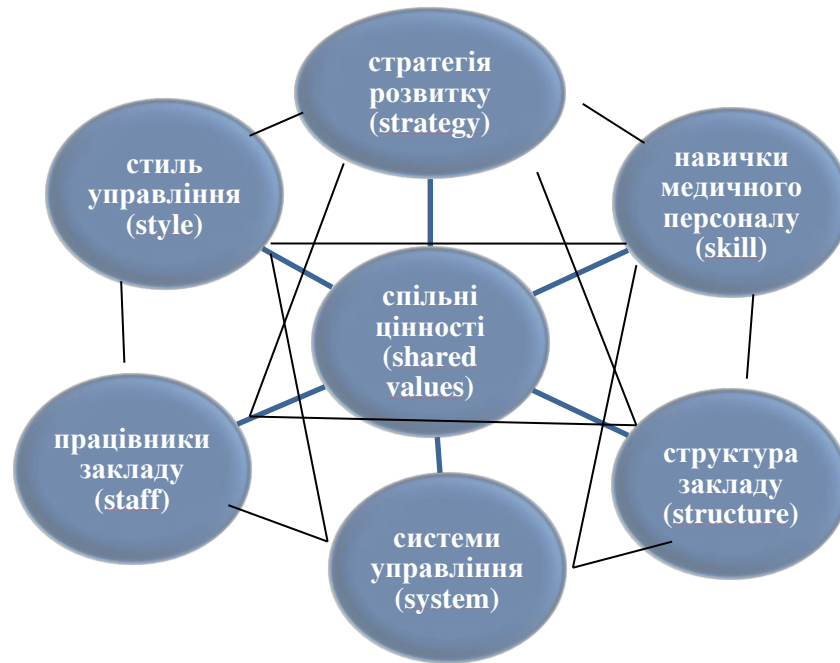 стратегія
розвитку
(strategy)
стиль
управління
(style)
навички
медичного
персоналу
(skill)
спільні
цінності
(shared
values)
працівники
закладу
(staff)
структура
закладу
(structure)
системи
управління
(system)